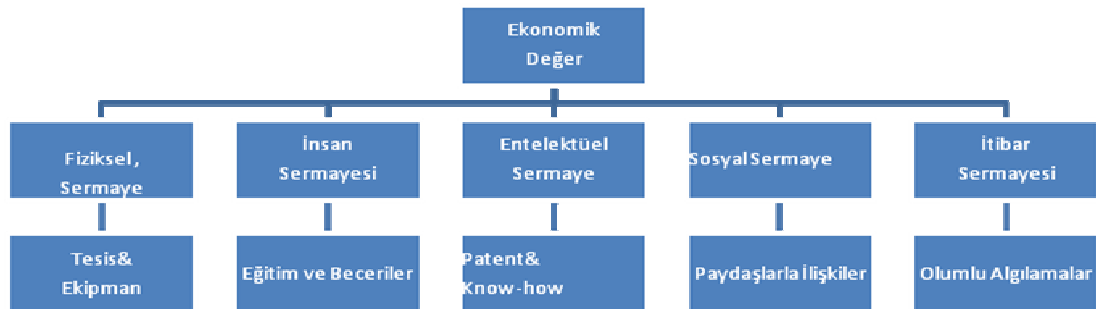 Ekonomik
Değer
Fiziksel,
Sermaye
İnsan
Sermayesi
Entelektüel
Sermaye
Sosyal Sermaye
İtibar
Sermayesi
Tesis&
Ekipman
Eğitim ve Beceriler
Patent&
Know-how
Paydaşlarla İlişkiler
Olumlu Algılamalar